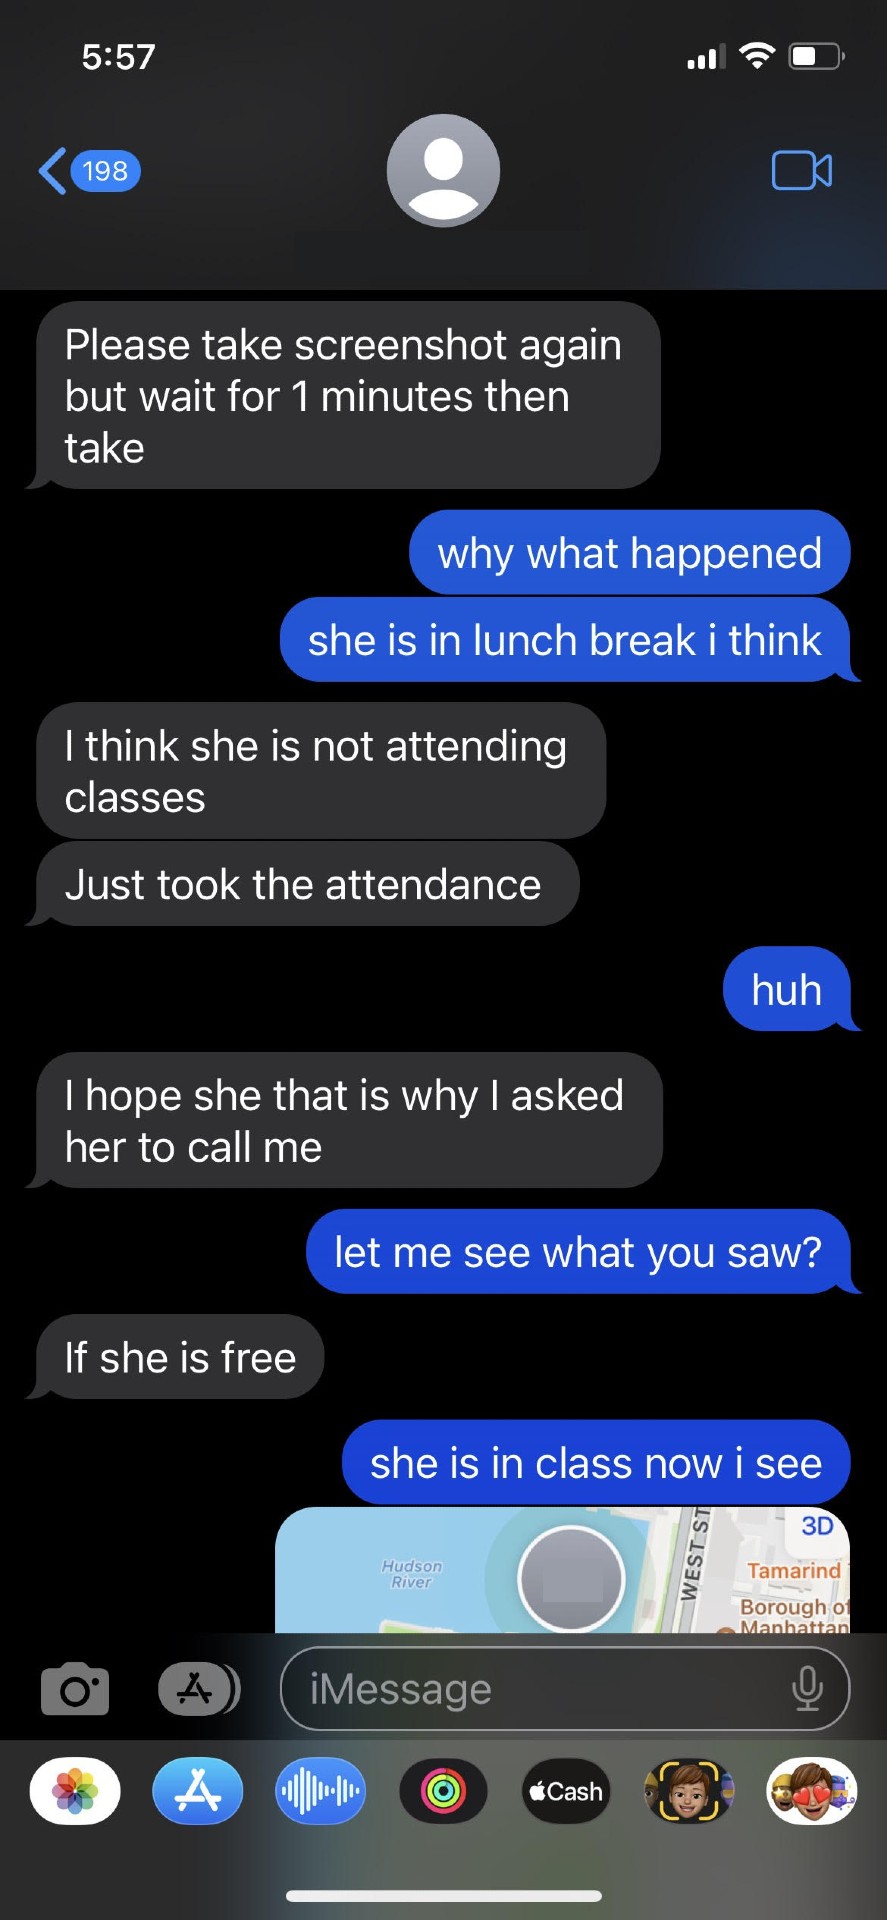 5:57
198
Please take screenshot again
but wait for 1 minutes then
take
why what happened
she is in lunch break i think
I think she is not attending
classes
Just took the attendance
huh
I hope she that is why I asked
her to call me
let me see what you saw?
If she is free
she is in class now i see
Hudson
River
WEST ST
3D
Tamarind
Borough of
Manhattan
iMessage
Cash